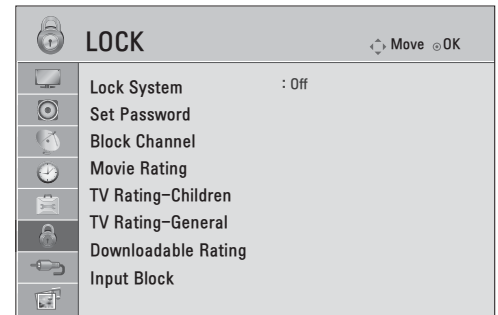 LOCK
Move OK
Lock System : Off
Set Password
Block Channel
Movie Rating
TV Rating-Children
TV Rating-General
Downloadable Rating
Input Block